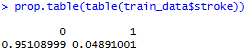 > prop.table(table(train_data$stroke))
0 1
0.95108999 0.04891001